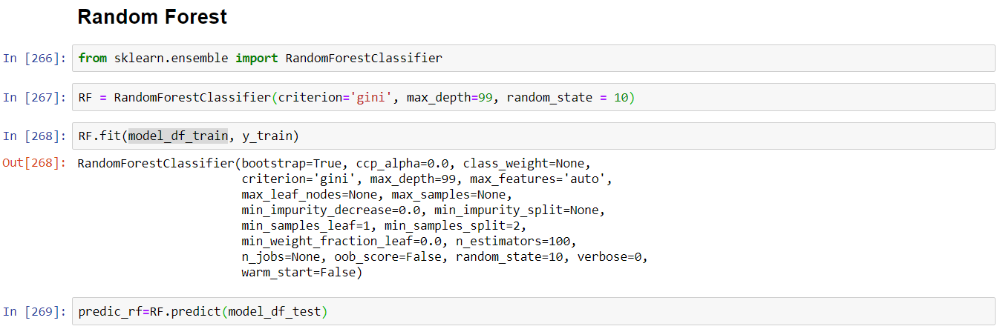 Random Forest
In [266]: from sklearn.ensemble import RandomForestClassifier
In [267]: RF = RandomForestClassifier(criterion='gini', max_depth=99, random_state = 10)
In [268]: RF.fit(model_df_train, y_train)
Out[268]: RandomForestClassifier(bootstrap=True, ccp_alpha=0.0, class_weight=None,
criterion='gini', max_depth=99, max_features='auto',
max_leaf_nodes=None, max_samples=None,
min_impurity_decrease=0.0, min_impurity_split=None,
min_samples_leaf=1, min_samples_split=2,
min_weight_fraction_leaf=0.0, n_estimators=100,
n_jobs=None, oob_score=False, random_state=10, verbose=0,
warm_start=False)
In [269]: predic_rf=RF.predict(model_df_test)